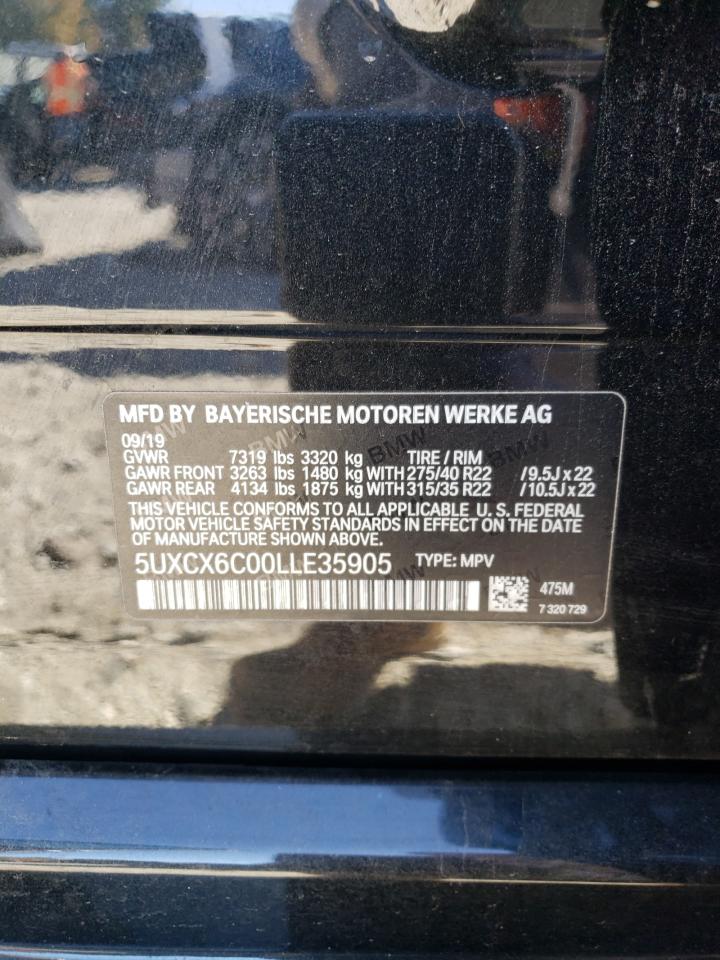 MFD BY BAYERISCHE MOTOREN WERKE AG
09/19
GVWR 7319 lbs 3320 kg TIRE / RIM
GAWR FRONT 3263 lbs 1480 kg WITH 275/40 R22 / 9.5J x 22
GAWR REAR 4134 lbs 1875 kg WITH 315/35 R22 / 10.5J x 22
THIS VEHICLE CONFORMS TO ALL APPLICABLE U. S. FEDERAL
MOTOR VEHICLE SAFETY STANDARDS IN EFFECT ON THE DATE
OF MANUFACTURE SHOWN ABOVE.
5UXCX6C00LLE35905 TYPE: MPV
475M
7 320 729